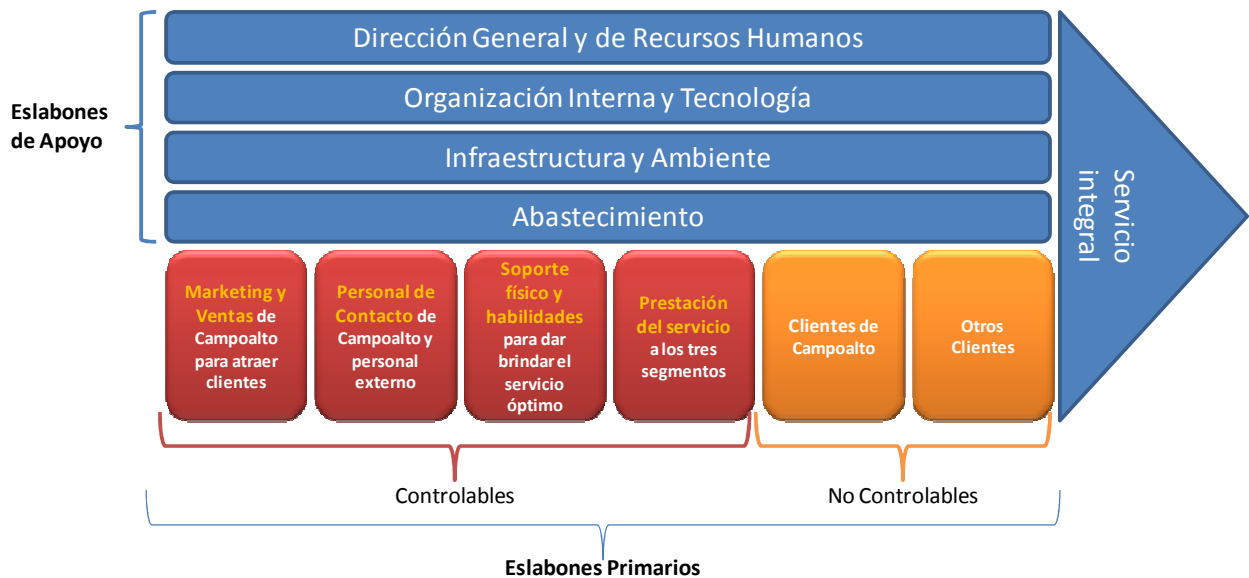 Dirección General y de Recursos Humanos
Organización Interna y Tecnología
Eslabones
de Apoyo
Infraestructura y Ambiente
Abastecimiento
Servicio
integral
Marketing y
Ventas de
Campoalto
para atraer
clientes
Personal de
Contacto de
Campoalto y
personal
externo
Soporte
físico y
habilidades
para dar
brindar el
servicio
óptimo
Prestación
del servicio
a los tres
segmentos
Clientes de
Campoalto
Otros
Clientes
Controlables
No Controlables
Eslabones Primarios